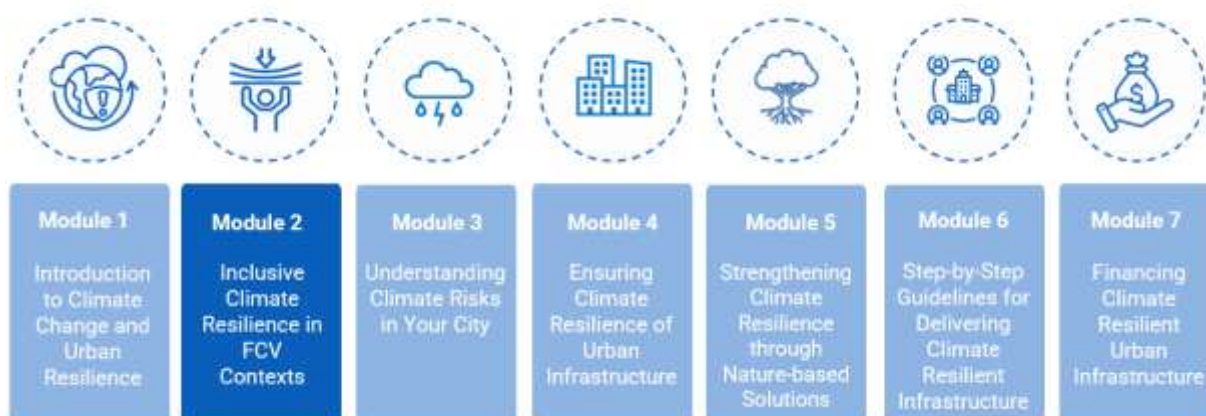 Module 1
Introduction
to Climate
Change and
Urban
Resilience
Module 2
Inclusive
Climate
Resilience in
FCV
Contexts
Module 3
Understanding
Climate Risks
in Your City
Module 4
Ensuring
Climate
Resilience of
Urban
Infrastructure
Module 5
Strengthening
Climate
Resilience
through
Nature-based
Solutions
Module 6
Step-by-Step
Guidelines for
Delivering
Climate
Resilient
Infrastructure
Module 7
Financing
Climate
Resilient
Urban
Infrastructure